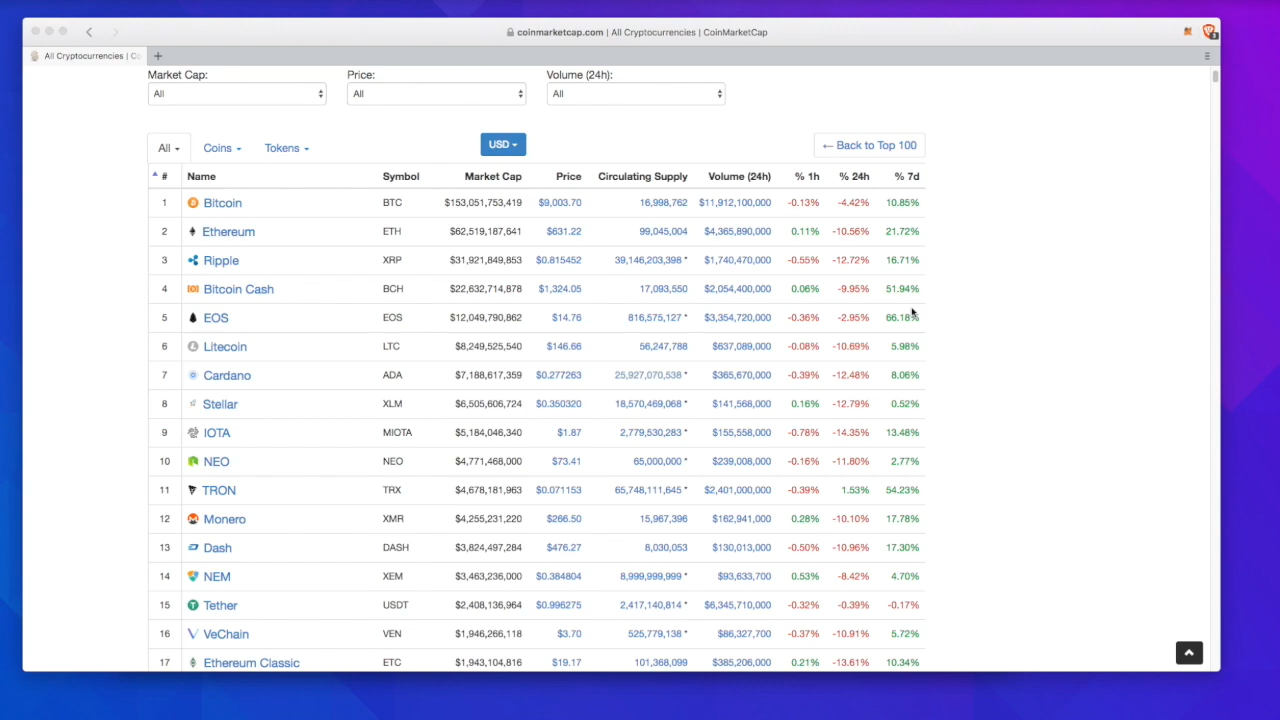 coinmarketcap.com | All Cryptocurrencies | CoinMarketCap
All Cryptocurrencies | Co
Market Cap: Price: Volume (24h):
All All All
All Coins Tokens USD ← Back to Top 100
# Name Symbol Market Cap Price Circulating Supply Volume (24h) % 1h % 24h % 7d
1 Bitcoin BTC $153,051,753,419 $9,003.70 16,998,762 $11,912,100,000 -0.13% -4.42% 10.85%
2 Ethereum ETH $62,519,187,641 $631.22 99,045,004 $4,365,890,000 0.11% -10.56% 21.72%
3 Ripple XRP $31,921,849,853 $0.815452 39,146,203,398 * $1,740,470,000 -0.55% -12.72% 16.71%
4 Bitcoin Cash BCH $22,632,714,878 $1,324.05 17,093,550 $2,054,400,000 0.06% -9.95% 51.94%
5 EOS EOS $12,049,790,862 $14.76 816,575,127 * $3,354,720,000 -0.36% -2.95% 66.18%
6 Litecoin LTC $8,249,525,540 $146.66 56,247,788 $637,089,000 -0.08% -10.69% 5.98%
7 Cardano ADA $7,188,617,359 $0.277263 25,927,070,538 * $365,670,000 -0.39% -12.48% 8.06%
8 Stellar XLM $6,505,606,724 $0.350320 18,570,469,068 * $141,568,000 0.16% -12.79% 0.52%
9 IOTA MIOTA $5,184,046,340 $1.87 2,779,530,283 * $155,558,000 -0.78% -14.35% 13.48%
10 NEO NEO $4,771,468,000 $73.41 65,000,000 * $239,008,000 -0.16% -11.80% 2.77%
11 TRON TRX $4,678,181,963 $0.071153 65,748,111,645 * $2,401,000,000 -0.39% 1.53% 54.23%
12 Monero XMR $4,255,231,220 $266.50 15,967,396 $162,941,000 0.28% -10.10% 17.78%
13 Dash DASH $3,824,497,284 $476.27 8,030,053 $130,013,000 -0.50% -10.96% 17.30%
14 NEM XEM $3,463,236,000 $0.384804 8,999,999,999 * $93,633,700 0.53% -8.42% 4.70%
15 Tether USDT $2,408,136,964 $0.996275 2,417,140,814 * $6,345,710,000 -0.32% -0.39% -0.17%
16 VeChain VEN $1,946,266,118 $3.70 525,779,138 * $86,327,700 -0.37% -10.91% 5.72%
17 Ethereum Classic ETC $1,943,104,816 $19.17 101,368,099 $385,206,000 0.21% -13.61% 10.34%